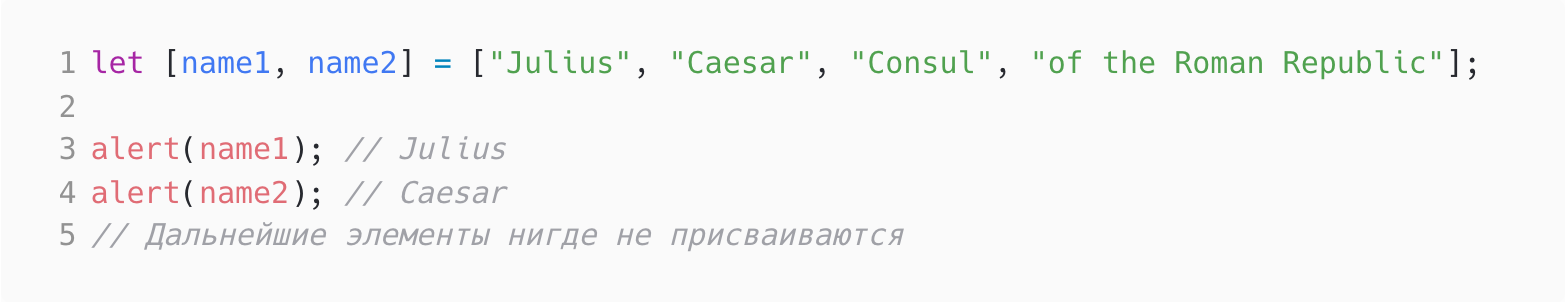 1 let [name1, name2] = ["Julius", "Caesar", "Consul", "of the Roman Republic"];
2
3 alert(name1); // Julius
4 alert(name2); // Caesar
5 // Дальнейшие элементы нигде не присваиваются